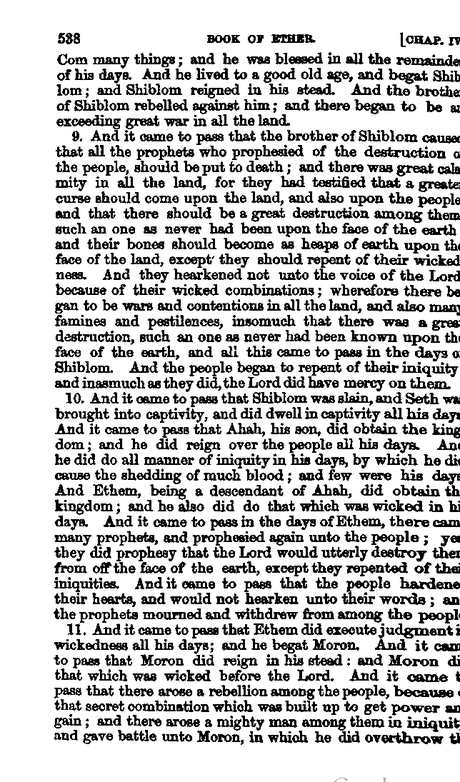 538 BOOK OF ETHER. [CHAP. IV
Com many things; and he was blessed in all the remainde
of his days. And he lived to a good old age, and begat Shib
lom; and Shiblom reigned in his stead. And the brothe
of Shiblom rebelled against him; and there began to be a
exceeding great war in all the land.
9. And it came to pass that the brother of Shiblom cause
that all the prophets who prophesied of the destruction o
the people, should be put to death; and there was great cala
mity in all the land, for they had testified that a greate
curse should come upon the land, and also upon the people
and that there should be a great destruction among them
such an one as never had been upon the face of the earth
and their bones should become as heaps of earth upon the
face of the land, except they should repent of their wicked
ness. And they hearkened not unto the voice of the Lord
because of their wicked combinations; wherefore there be
gan to be wars and contentions in all the land, and also many
famines and pestilences, insomuch that there was a grea
destruction, such an one as never had been known upon the
face of the earth, and all this came to pass in the days o
Shiblom. And the people began to repent of their iniquity
and inasmuch as they did, the Lord did have mercy on them.
10. And it came to pass that Shiblom was slain, and Seth wa
brought into captivity, and did dwell in captivity all his days
And it came to pass that Ahah, his son, did obtain the king
dom; and he did reign over the people all his days. And
he did do all manner of iniquity in his days, by which he di
cause the shedding of much blood; and few were his days
And Ethem, being a descendant of Ahah, did obtain th
kingdom; and he also did do that which was wicked in hi
days. And it came to pass in the days of Ethem, there cam
many prophets, and prophesied again unto the people; ye
they did prophesy that the Lord would utterly destroy them
from off the face of the earth, except they repented of thei
iniquities. And it came to pass that the people hardene
their hearts, and would not hearken unto their words; an
the prophets mourned and withdrew from among the peopl
11. And it came to pass that Ethem did execute judgment i
wickedness all his days; and he begat Moron. And it cam
to pass that Moron did reign in his stead: and Moron di
that which was wicked before the Lord. And it came t
pass that there arose a rebellion among the people, because
that secret combination which was built up to get power an
gain; and there arose a mighty man among them in iniquit
and gave battle unto Moron, in which he did overthrow th